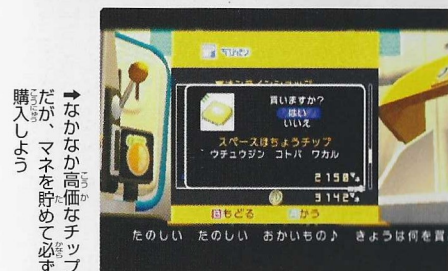 ➡なかなか高価なチップ
だが、マネを貯めて必ず
購入しよう
ちびビン
買いますか?
はい
いいえ
スペースほちょうチップ
ウチュウジン コトバ ワカル
2150
3142
もどる かう
たのしい たのしい おかいもの♪ きょうは何を買